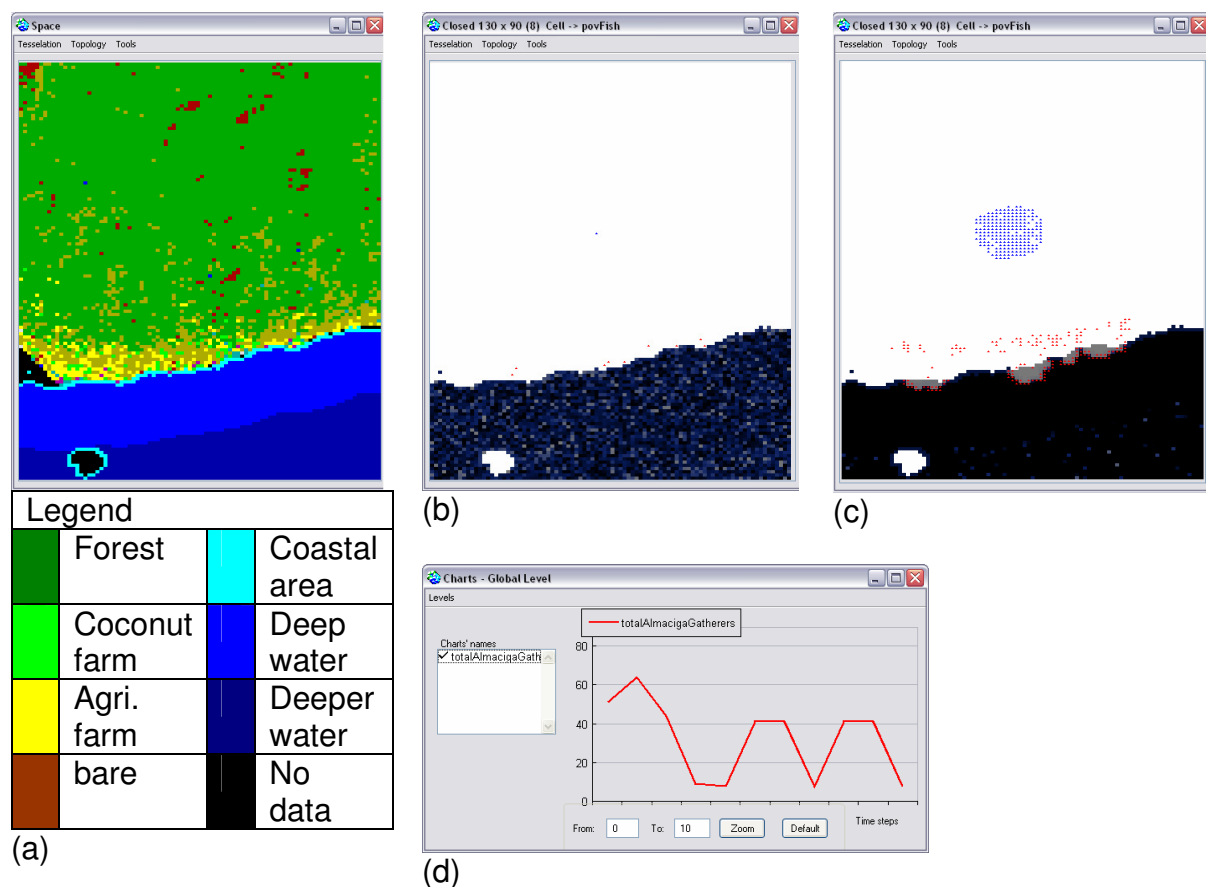 Space
Tesselation Topology Tools
Closed 130 x 90 (8) Cell -> povFish
Tesselation Topology Tools
Closed 130 x 90 (8) Cell -> povFish
Tesselation Topology Tools
Legend
Forest
Coastal
area
Coconut
farm
Deep
water
Agri.
farm
Deeper
water
bare
No
data
(a)
(b)
(c)
Charts - Global Level
Levels
Charts' names
totalAlmacigaGath
totalAlmacigaGatherers
80
60
40
20
0
From: 0 To: 10 Zoom Default
Time steps
(d)